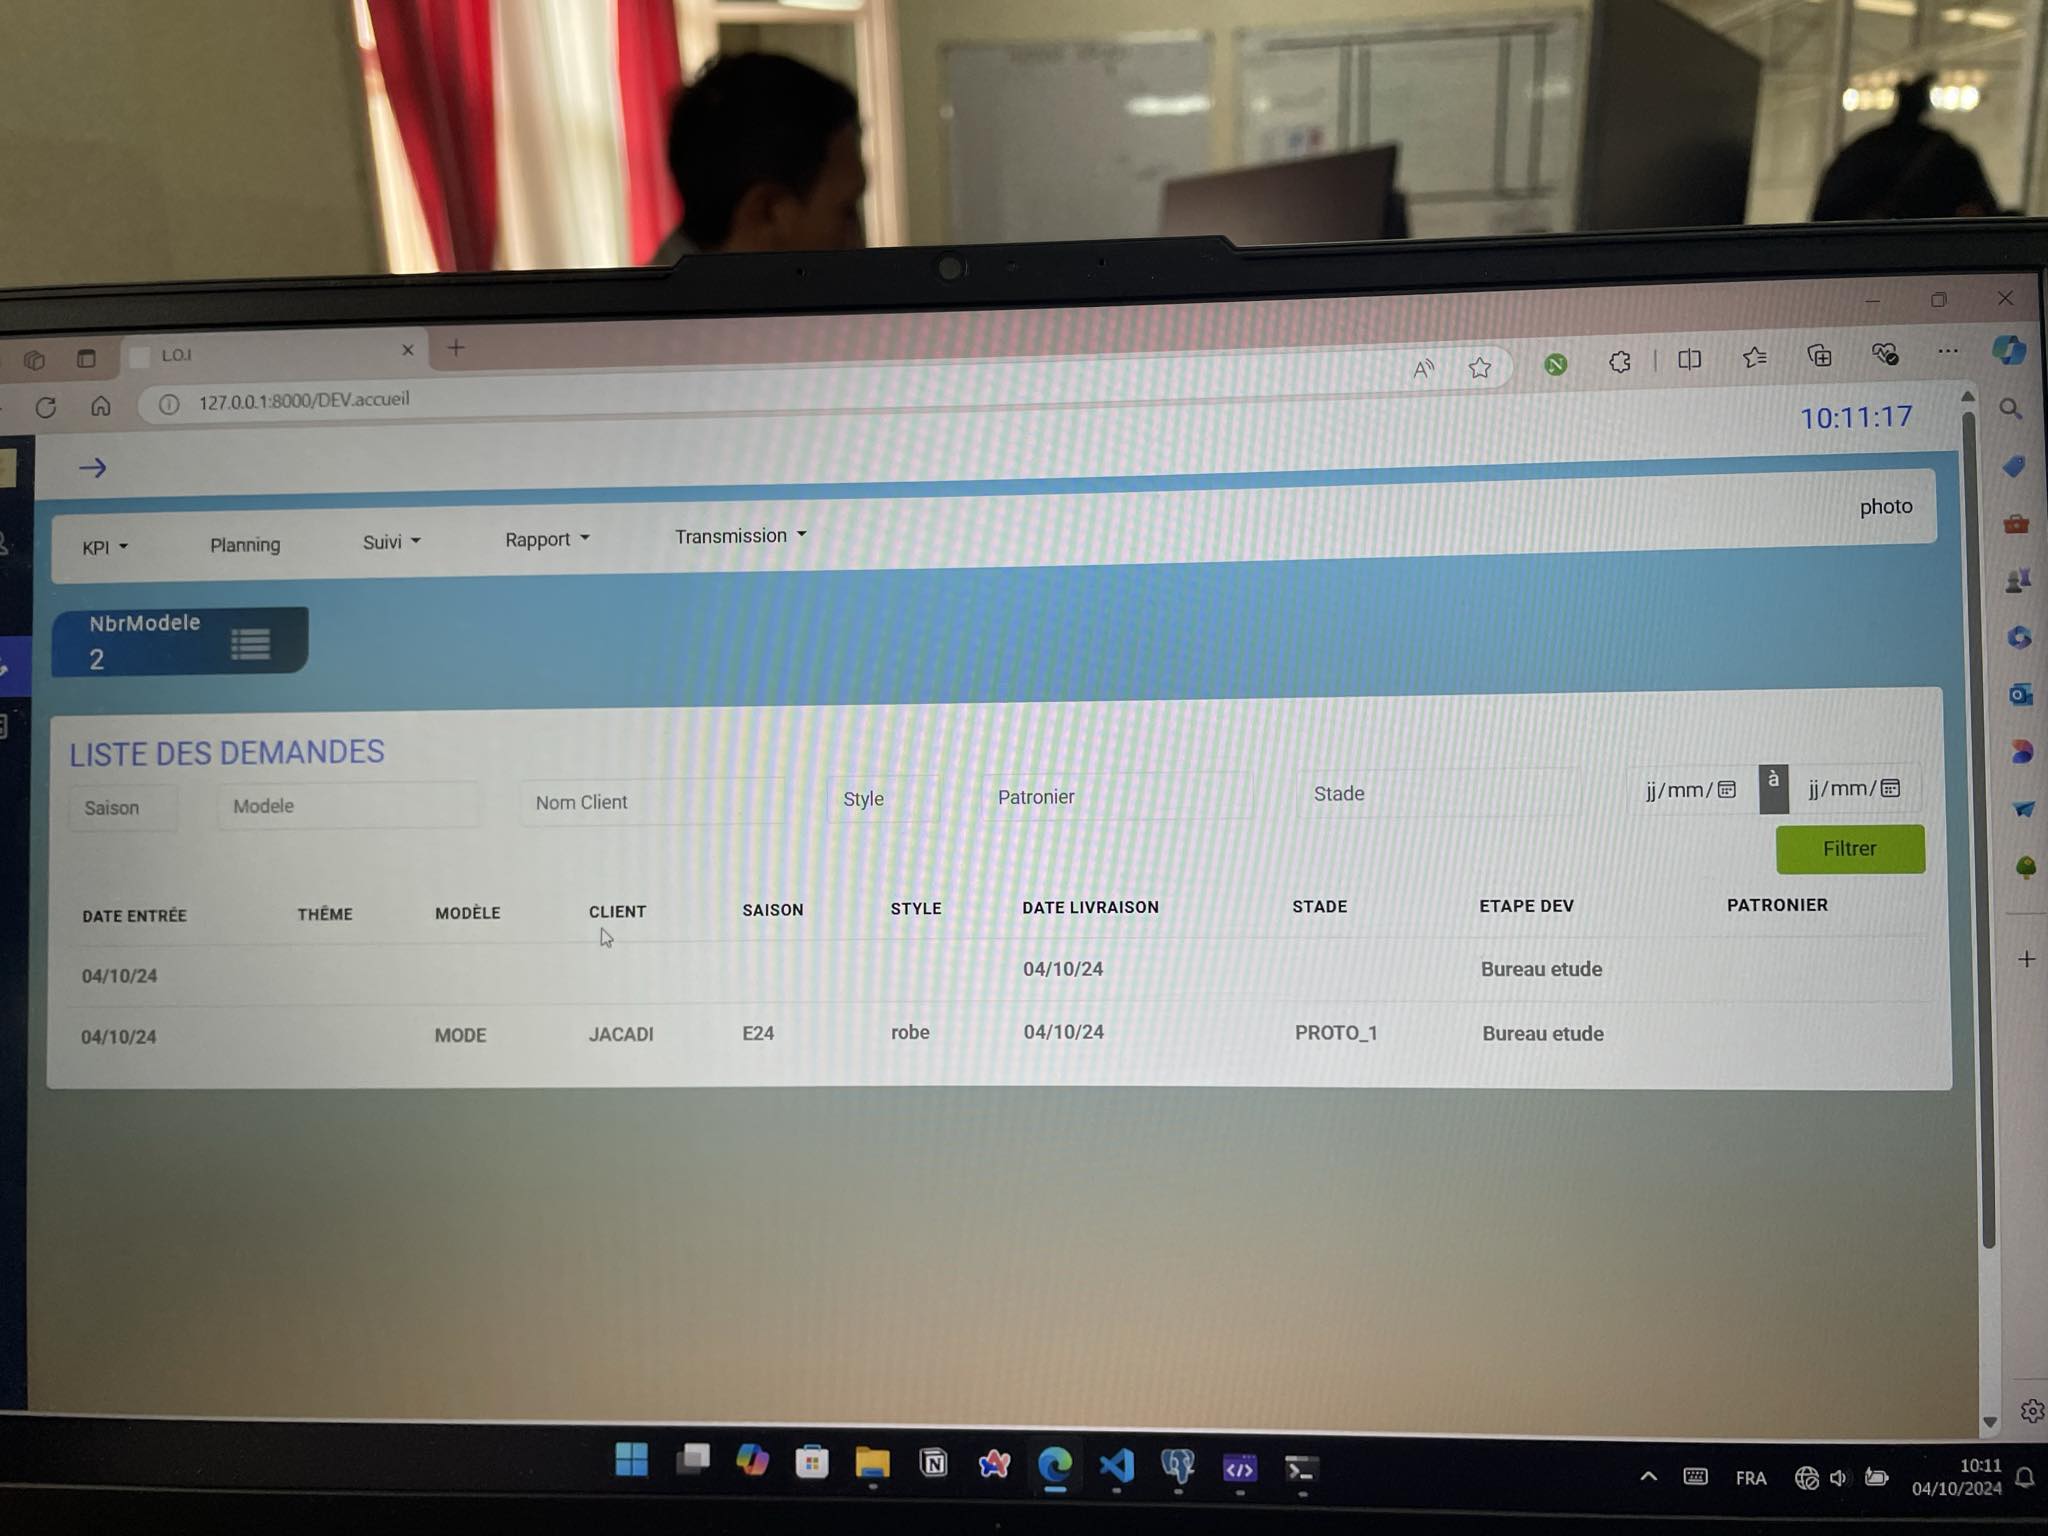 LO.I
127.0.0.1:8000/DEV.accueil
10:11:17
photo
KPI Planning Suivi Rapport Transmission
NbrModele
2
LISTE DES DEMANDES
Saison Modele Nom Client Style Patronier Stade jj/mm/ à jj/mm/
Filtrer
DATE ENTRÉE THÈME MODÈLE CLIENT SAISON STYLE DATE LIVRAISON STADE ETAPE DEV PATRONIER
04/10/24 04/10/24 Bureau etude
04/10/24 MODE JACADI E24 robe 04/10/24 PROTO_1 Bureau etude
FRA
10:11
04/10/2024